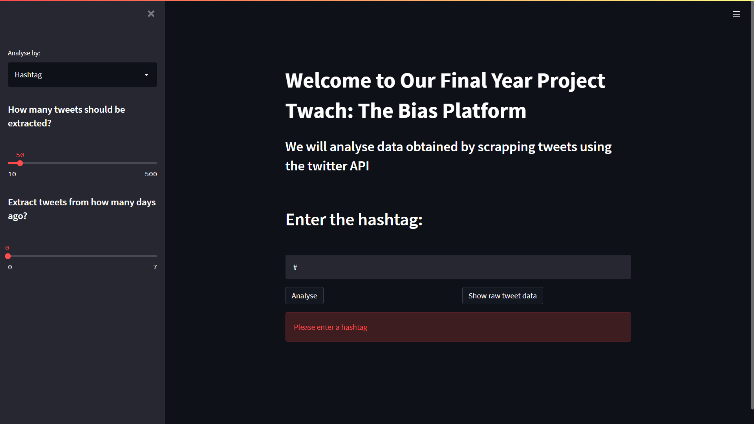 Analyse by:
Hashtag
How many tweets should be
extracted?
50
10 500
Extract tweets from how many days
ago?
0
0 7
Welcome to Our Final Year Project
Twach: The Bias Platform
We will analyse data obtained by scrapping tweets using
the twitter API
Enter the hashtag:
#
Analyse Show raw tweet data
Please enter a hashtag